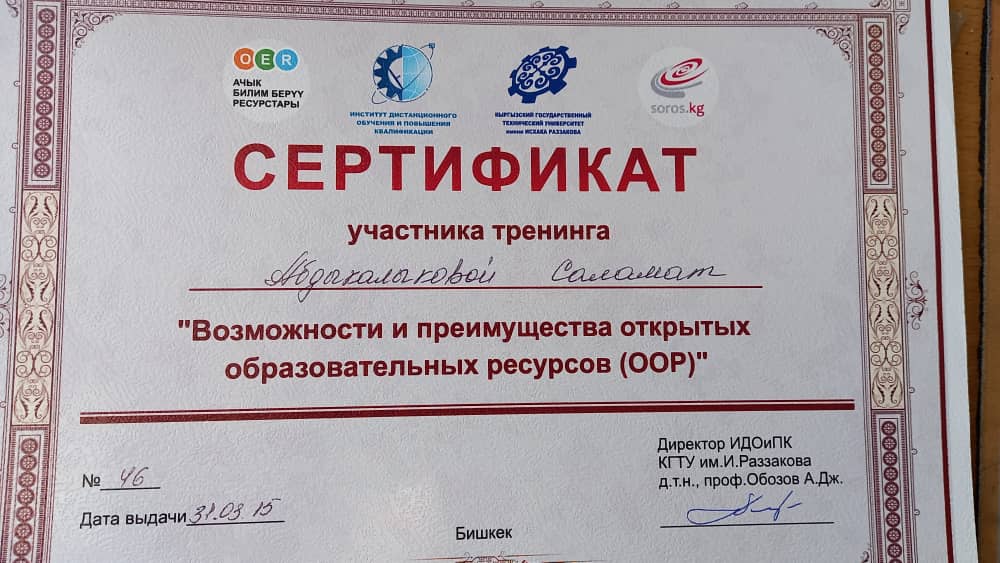 OER
АЧЫК
БИЛИМ БЕРҮҮ
РЕСУРСТАРЫ
ИНСТИТУТ ДИСТАНЦИОННОГО
ОБУЧЕНИЯ И ПОВЫШЕНИЯ
КВАЛИФИКАЦИИ
КЫРГЫЗСКИЙ ГОСУДАРСТВЕННЫЙ
ТЕХНИЧЕСКИЙ УНИВЕРСИТЕТ
имени ИСХАКА РАЗЗАКОВА
soros.kg
СЕРТИФИКАТ
участника тренинга
Абдыкалыковой Саламат
"Возможности и преимущества открытых
образовательных ресурсов (ООР)"
№ 46
Дата выдачи 31.03.15
Директор ИДОиПК
КГТУ им.И.Раззакова
д.т.н., проф.Обозов А.Дж.
Бишкек